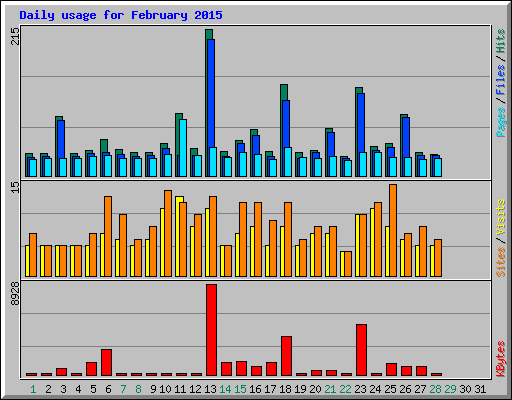 Daily usage for February 2015
215
Pages / Files / Hits
15
Sites / Visits
8928
KBytes
1 2 3 4 5 6 7 8 9 10 11 12 13 14 15 16 17 18 19 20 21 22 23 24 25 26 27 28 29 30 31